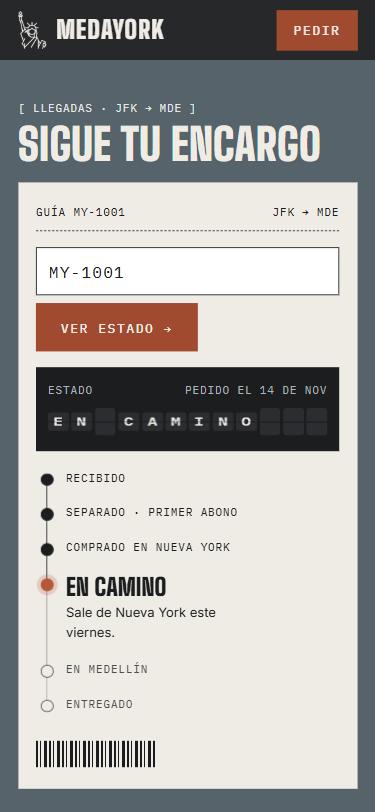 MEDAYORK
PEDIR
[ LLEGADAS · JFK → MDE ]
SIGUE TU ENCARGO
GUÍA MY-1001
JFK → MDE
MY-1001
VER ESTADO →
ESTADO
PEDIDO EL 14 DE NOV
EN CAMINO
RECIBIDO
SEPARADO · PRIMER ABONO
COMPRADO EN NUEVA YORK
EN CAMINO
Sale de Nueva York este
viernes.
EN MEDELLÍN
ENTREGADO